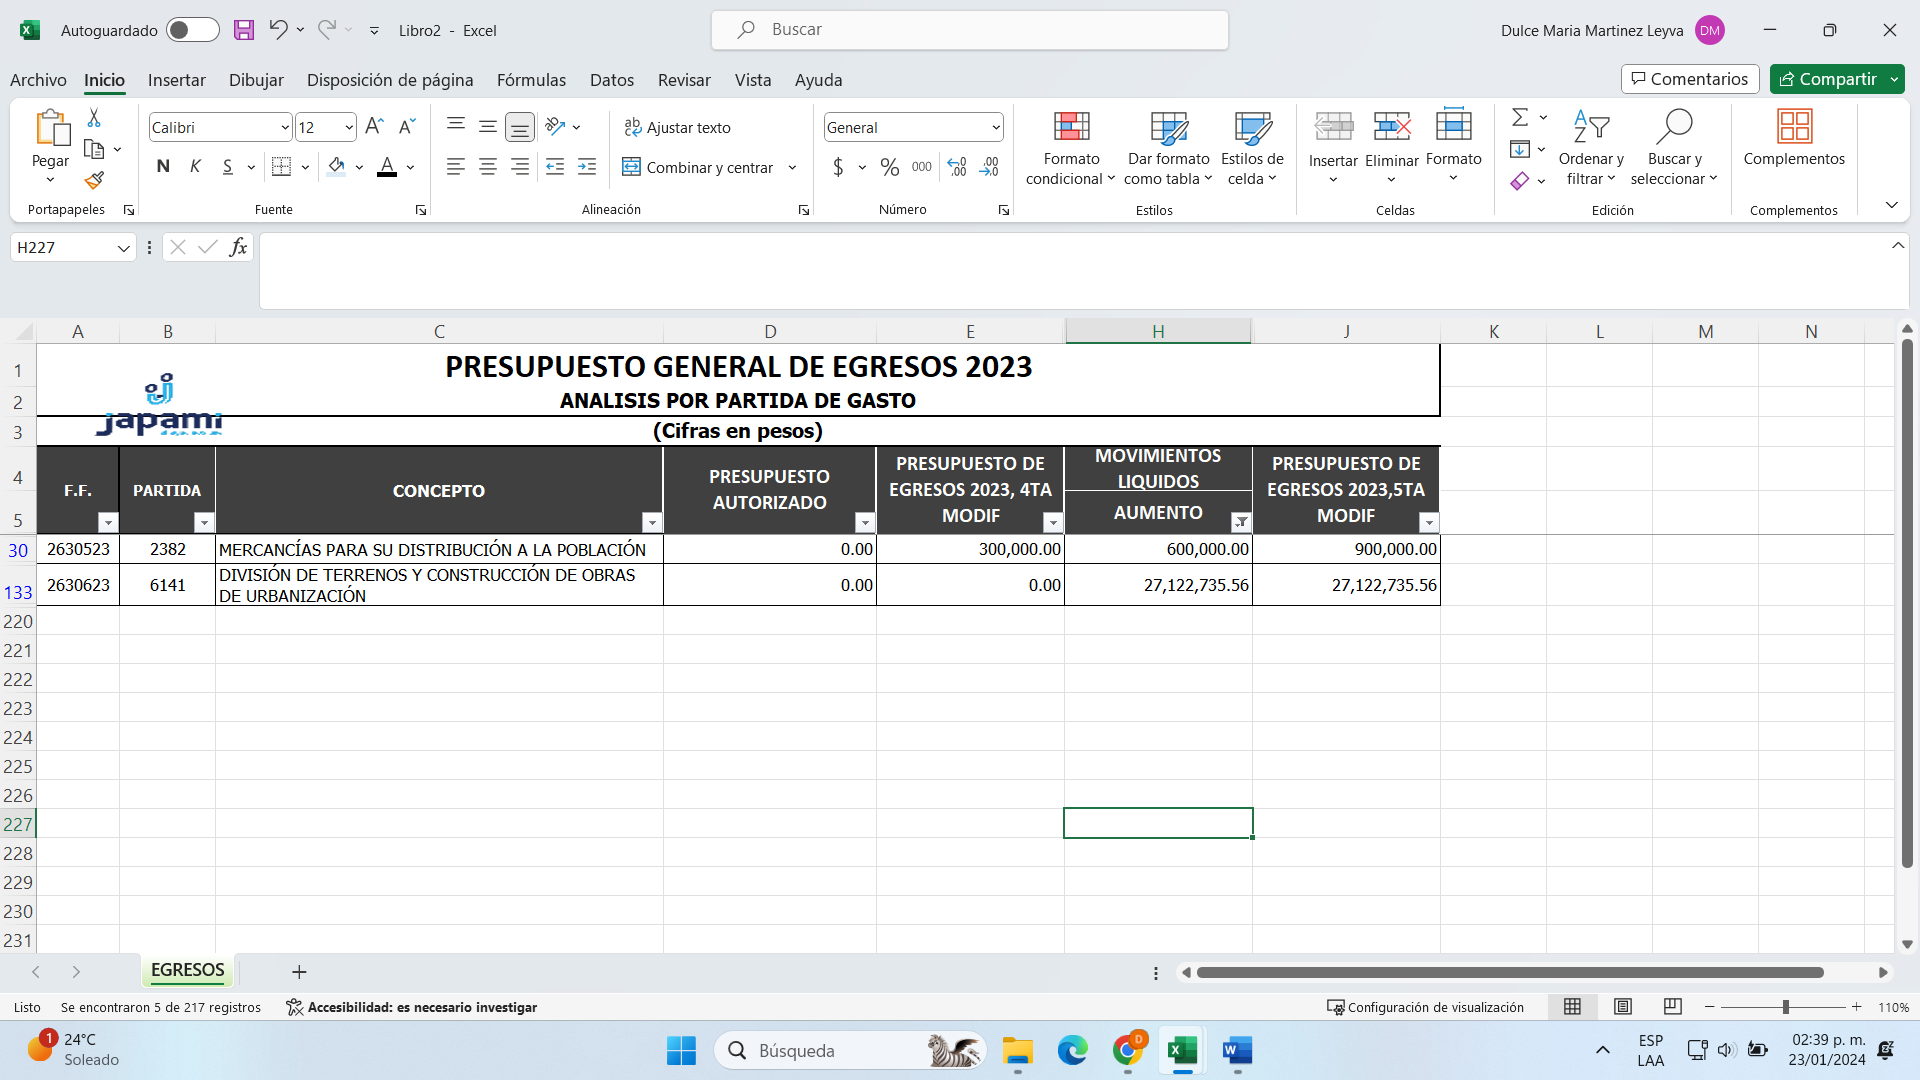 Autoguardado
Libro2 - Excel
Buscar
Dulce Maria Martinez Leyva
DM
Archivo Inicio Insertar Dibujar Disposición de página Fórmulas Datos Revisar Vista Ayuda
Comentarios
Compartir
Pegar
Portapapeles
Calibri
12
N K S
Fuente
Ajustar texto
Combinar y centrar
Alineación
General
$ % 000
Número
Formato condicional
Dar formato como tabla
Estilos de celda
Estilos
Insertar
Eliminar
Formato
Celdas
Ordenar y filtrar
Buscar y seleccionar
Edición
Complementos
Complementos
H227
fx
A B C D E H J K L M N
1 PRESUPUESTO GENERAL DE EGRESOS 2023
2 ANALISIS POR PARTIDA DE GASTO
japami
3 (Cifras en pesos)
4
5
F.F.
PARTIDA
CONCEPTO
PRESUPUESTO AUTORIZADO
PRESUPUESTO DE EGRESOS 2023, 4TA MODIF
MOVIMIENTOS LIQUIDOS
AUMENTO
PRESUPUESTO DE EGRESOS 2023,5TA MODIF
30 2630523 2382 MERCANCÍAS PARA SU DISTRIBUCIÓN A LA POBLACIÓN 0.00 300,000.00 600,000.00 900,000.00
133 2630623 6141 DIVISIÓN DE TERRENOS Y CONSTRUCCIÓN DE OBRAS DE URBANIZACIÓN 0.00 0.00 27,122,735.56 27,122,735.56
220
221
222
223
224
225
226
227
228
229
230
231
EGRESOS
Listo
Se encontraron 5 de 217 registros
Accesibilidad: es necesario investigar
Configuración de visualización
110%
1
24°C
Soleado
Búsqueda
D
ESP
LAA
02:39 p. m.
23/01/2024